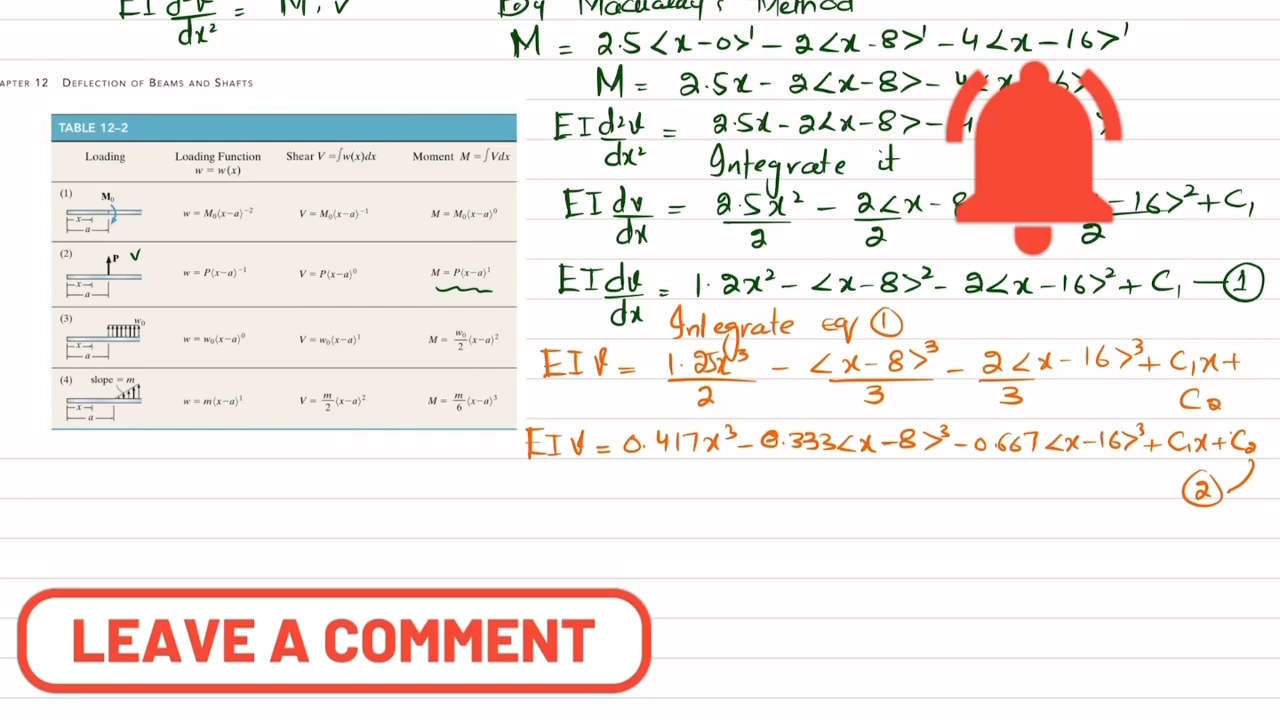 EI d²v/dx² = M, V
By Macaulay's Method
M = 2.5<x-0>¹ - 2<x-8>¹ - 4<x-16>¹
M = 2.5x - 2<x-8> - 4<x-16>
EI d²v/dx² = 2.5x - 2<x-8> - 4
Integrate it
EI dv/dx = 2.5x²/2 - 2<x-8 -16>²/2 + C₁
EI dv/dx = 1.2x² - <x-8>² - 2<x-16>² + C₁ — ①
Integrate eq ①
EI V = 1.25x³/2 - <x-8>³/3 - 2<x-16>³/3 + C₁x + C₂
EI V = 0.417x³ - 0.333<x-8>³ - 0.667<x-16>³ + C₁x + C₂
②
APTER 12 DEFLECTION OF BEAMS AND SHAFTS
TABLE 12–2
Loading Loading Function w = w(x) Shear V = ∫w(x)dx Moment M = ∫Vdx
(1) M₀ x a w = M₀⟨x–a⟩⁻² V = M₀⟨x–a⟩⁻¹ M = M₀⟨x–a⟩⁰
(2) P ✓ x a w = P⟨x–a⟩⁻¹ V = P⟨x–a⟩⁰ M = P⟨x–a⟩¹
(3) w₀ x a w = w₀⟨x–a⟩⁰ V = w₀⟨x–a⟩¹ M = w₀/2⟨x–a⟩²
(4) slope = m x a w = m⟨x–a⟩¹ V = m/2⟨x–a⟩² M = m/6⟨x–a⟩³
LEAVE A COMMENT